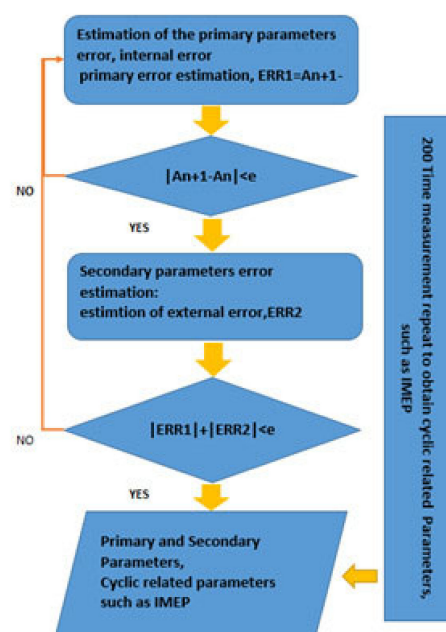 Estimation of the primary parameters
error, internal error
primary error estimation, ERR1=An+1-
|An+1-An|<e
NO
YES
Secondary parameters error
estimation:
estimtion of external error,ERR2
|ERR1|+|ERR2|<e
NO
YES
Primary and Secondary
Parameters,
Cyclic related parameters
such as IMEP
200 Time measurement repeat to obtain cyclic related Parameters,
such as IMEP